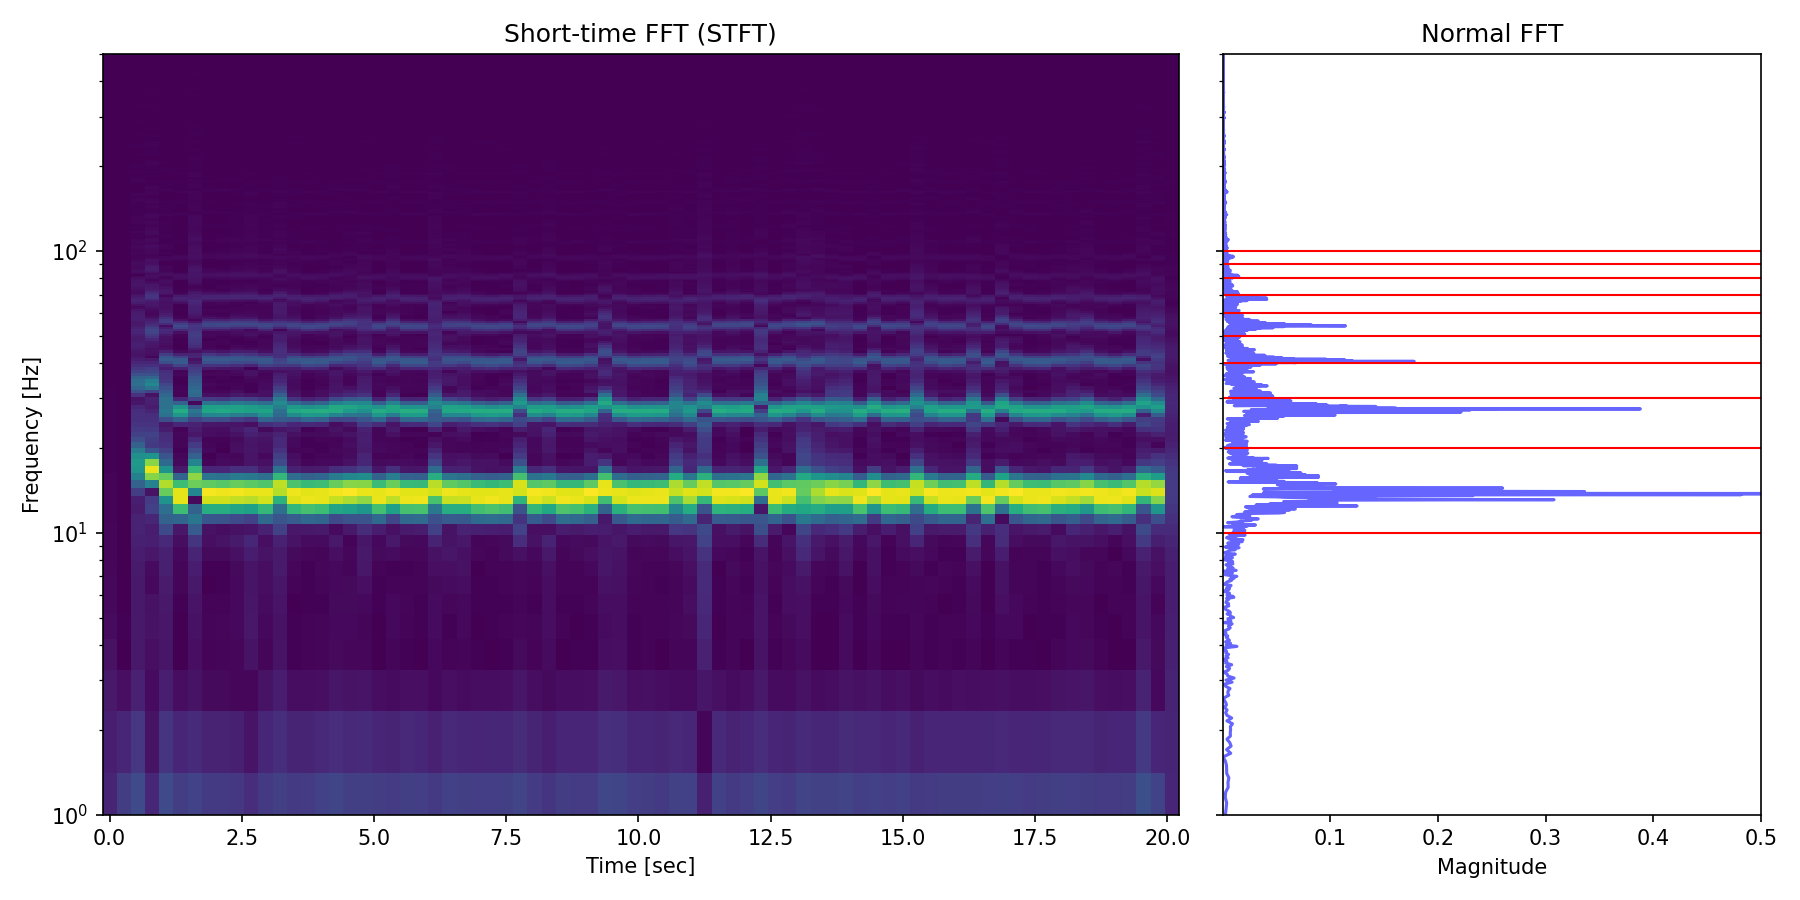 Short-time FFT (STFT)
Normal FFT
Frequency [Hz]
10²
10¹
10⁰
0.0 2.5 5.0 7.5 10.0 12.5 15.0 17.5 20.0
Time [sec]
0.1 0.2 0.3 0.4 0.5
Magnitude